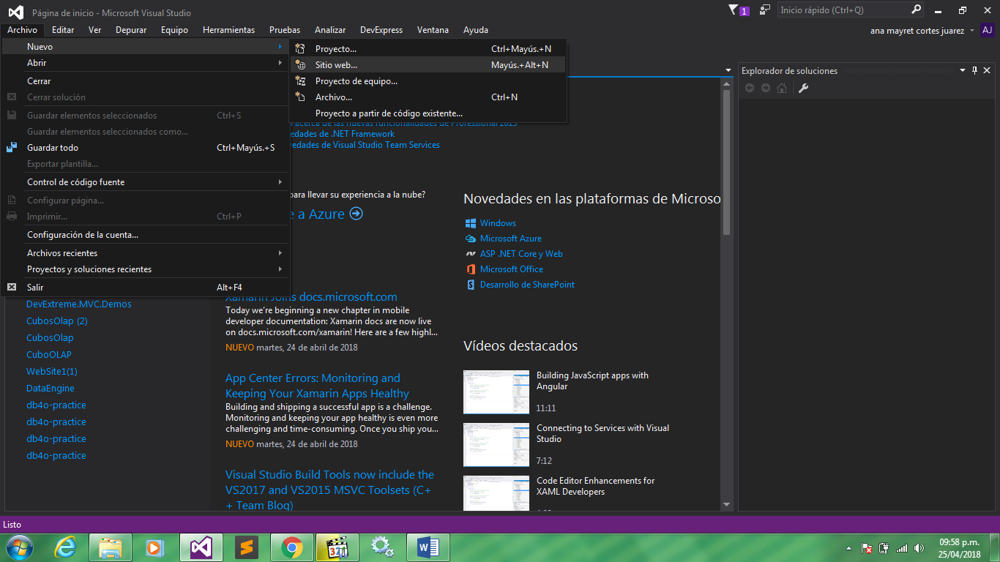 Página de inicio - Microsoft Visual Studio
1
Inicio rápido (Ctrl+Q)
Archivo Editar Ver Depurar Equipo Herramientas Pruebas Analizar DevExpress Ventana Ayuda
ana mayret cortes juarez AJ
Nuevo
Abrir
Cerrar
Cerrar solución
Guardar elementos seleccionados Ctrl+S
Guardar elementos seleccionados como...
Guardar todo Ctrl+Mayús.+S
Exportar plantilla...
Control de código fuente
Configurar página...
Imprimir... Ctrl+P
Configuración de la cuenta...
Archivos recientes
Proyectos y soluciones recientes
Salir Alt+F4
Proyecto... Ctrl+Mayús.+N
Sitio web... Mayús.+Alt+N
Proyecto de equipo...
Archivo... Ctrl+N
Proyecto a partir de código existente...
acerca de las nuevas funcionalidades de Professional 2015
edades de .NET Framework
vedades de Visual Studio Team Services
para llevar su experiencia a la nube?
e a Azure
DevExtreme.MVC.Demos
CubosOlap (2)
CubosOlap
CuboOLAP
WebSite1(1)
DataEngine
db4o-practice
db4o-practice
db4o-practice
db4o-practice
Xamarin Joins docs.microsoft.com
Today we're beginning a new chapter in mobile
developer documentation: Xamarin docs are now live
on docs.microsoft.com/xamarin! Here are a few highl...
NUEVO martes, 24 de abril de 2018
App Center Errors: Monitoring and
Keeping Your Xamarin Apps Healthy
Building and shipping a successful app is a challenge.
Monitoring and keeping your app healthy is even more
challenging and time-consuming. Once you ship you...
NUEVO martes, 24 de abril de 2018
Visual Studio Build Tools now include the
VS2017 and VS2015 MSVC Toolsets (C+
+ Team Blog)
Novedades en las plataformas de Microso
Windows
Microsoft Azure
ASP .NET Core y Web
Microsoft Office
Desarrollo de SharePoint
Vídeos destacados
Building JavaScript apps with
Angular
11:11
Connecting to Services with Visual
Studio
7:12
Code Editor Enhancements for
XAML Developers
Explorador de soluciones
Listo
09:58 p.m.
25/04/2018